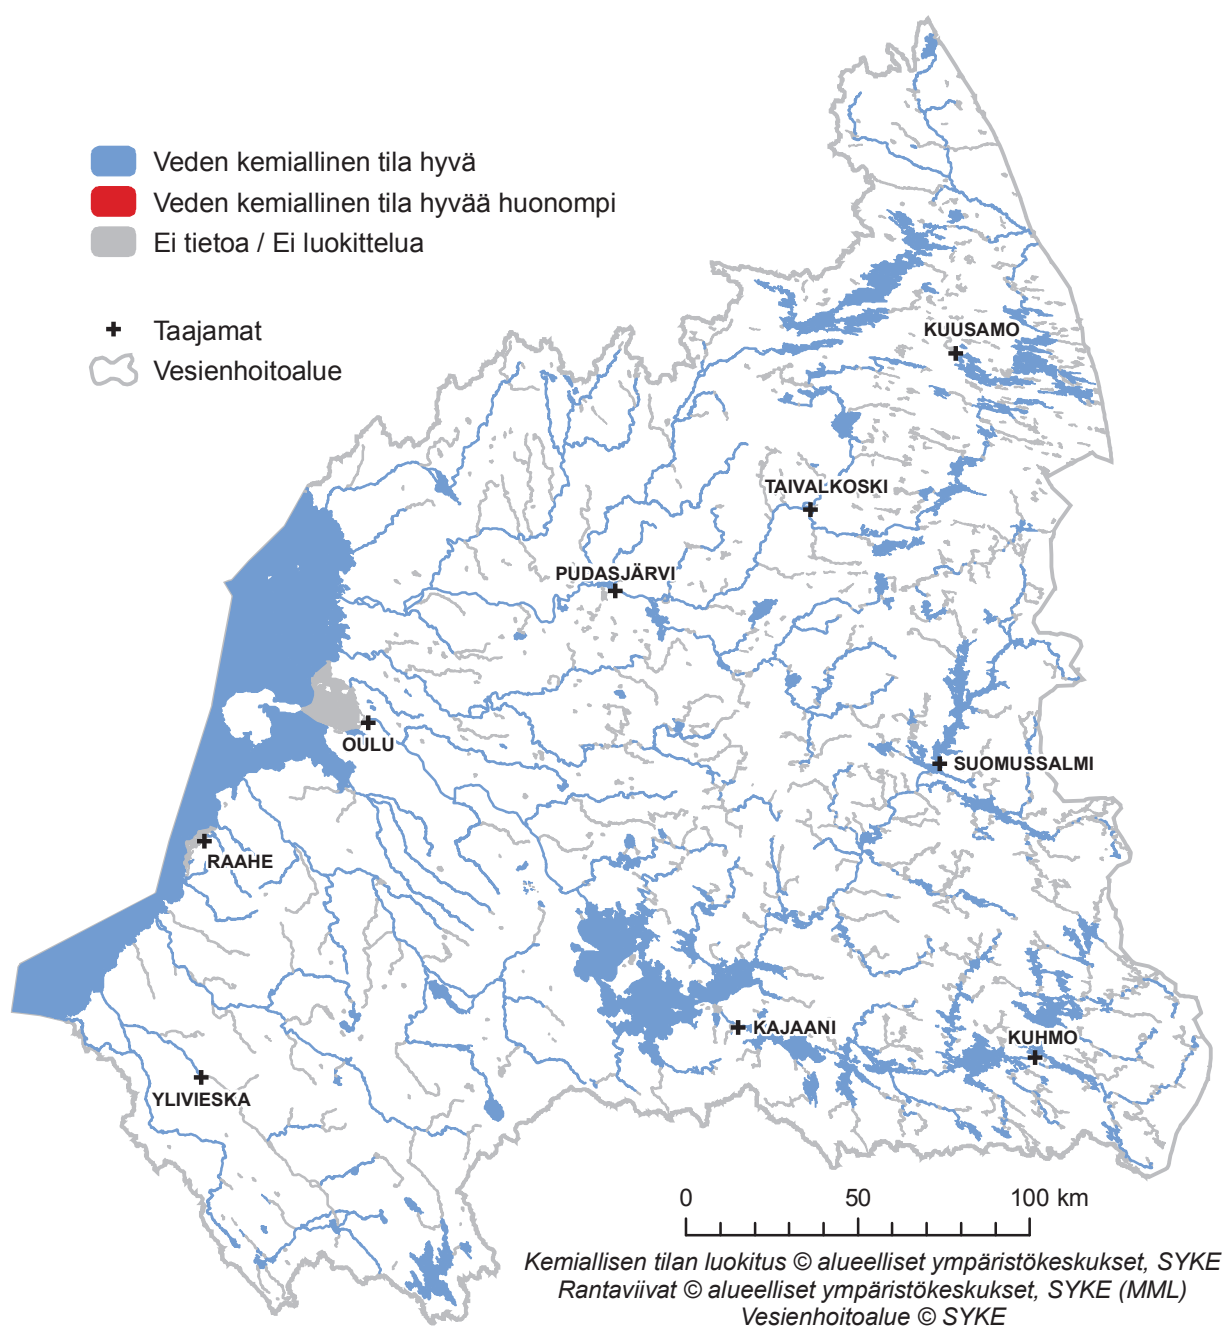 Veden kemiallinen tila hyvä
Veden kemiallinen tila hyvää huonompi
Ei tietoa / Ei luokittelua
Taajamat
Vesienhoitoalue
KUUSAMO
TAIVALKOSKI
PUDASJÄRVI
OULU
SUOMUSSALMI
RAAHE
KAJAANI
KUHMO
YLIVIESKA
0 50 100 km
Kemiallisen tilan luokitus © alueelliset ympäristökeskukset, SYKE
Rantaviivat © alueelliset ympäristökeskukset, SYKE (MML)
Vesienhoitoalue © SYKE